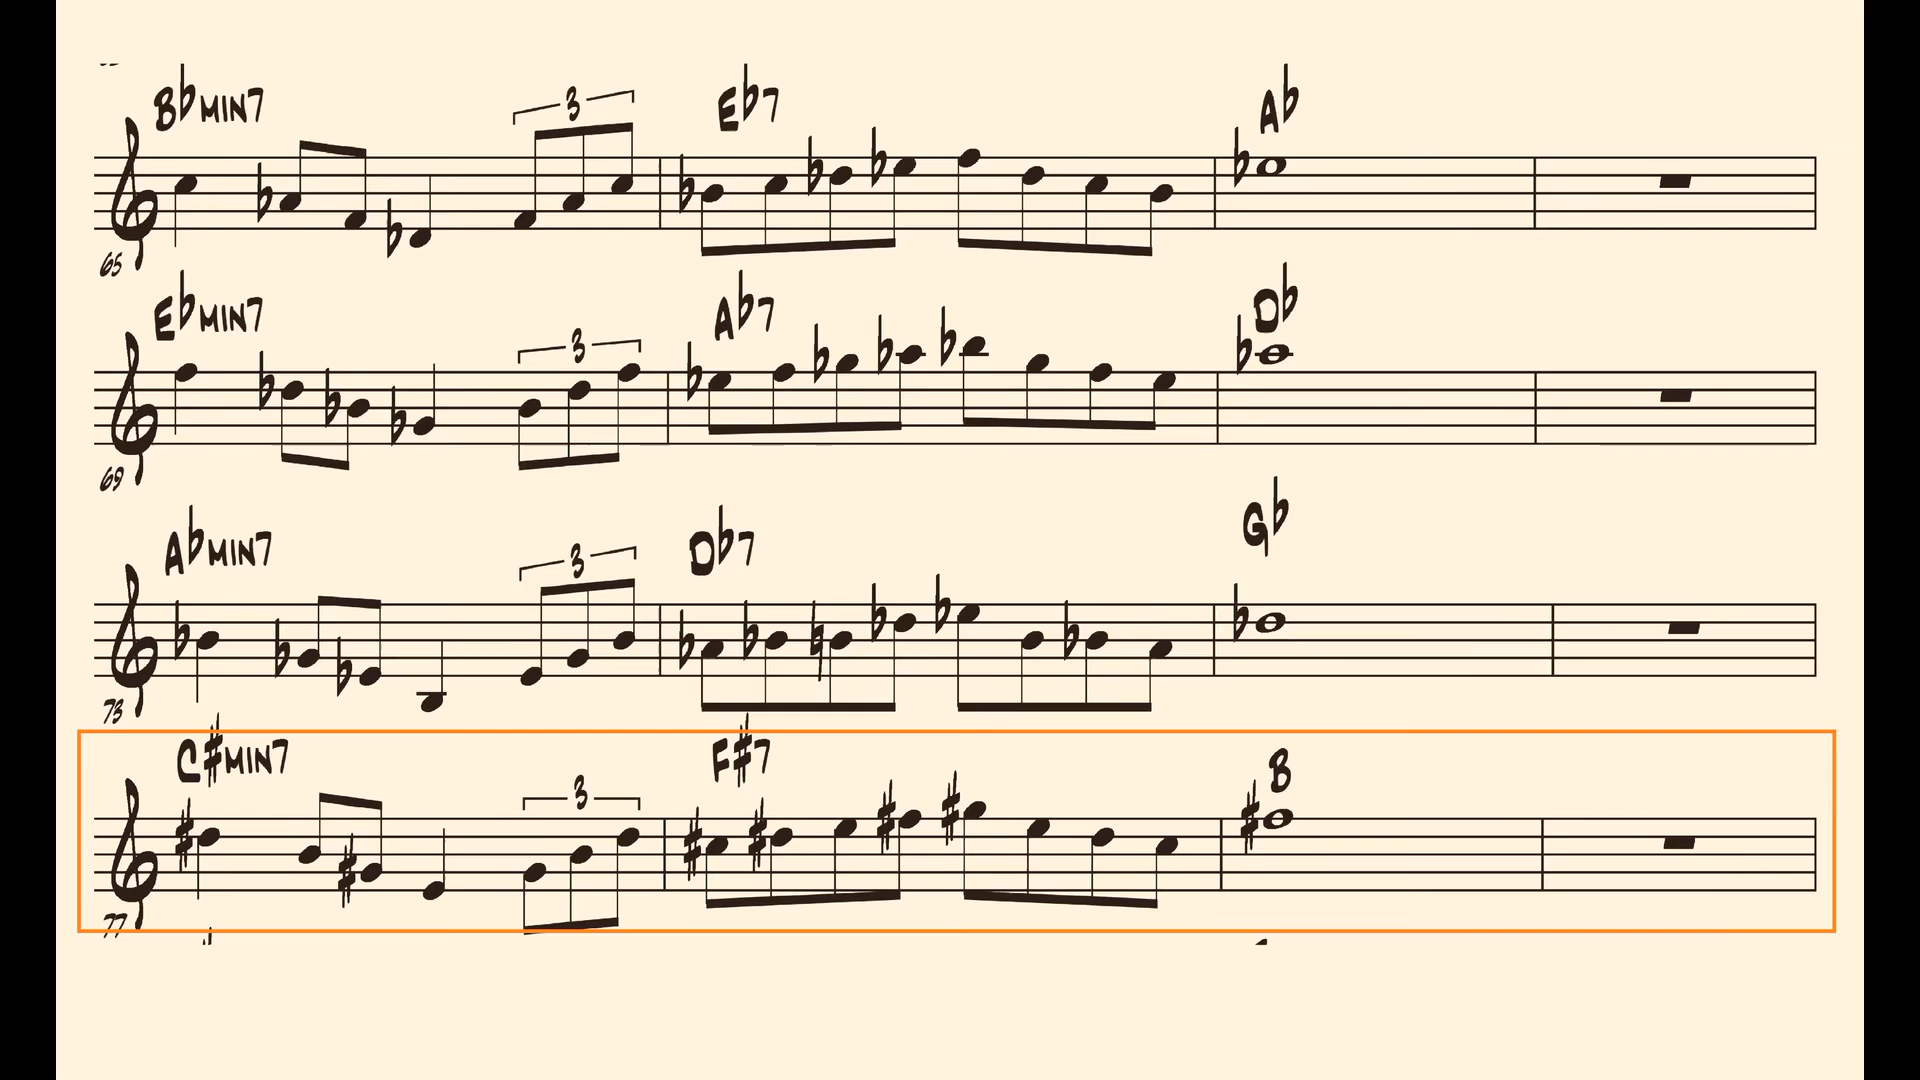 B♭MIN7 3 E♭7 A♭
65
E♭MIN7 3 A♭7 D♭
69
A♭MIN7 3 D♭7 G♭
73
C#MIN7 3 F#7 B
77